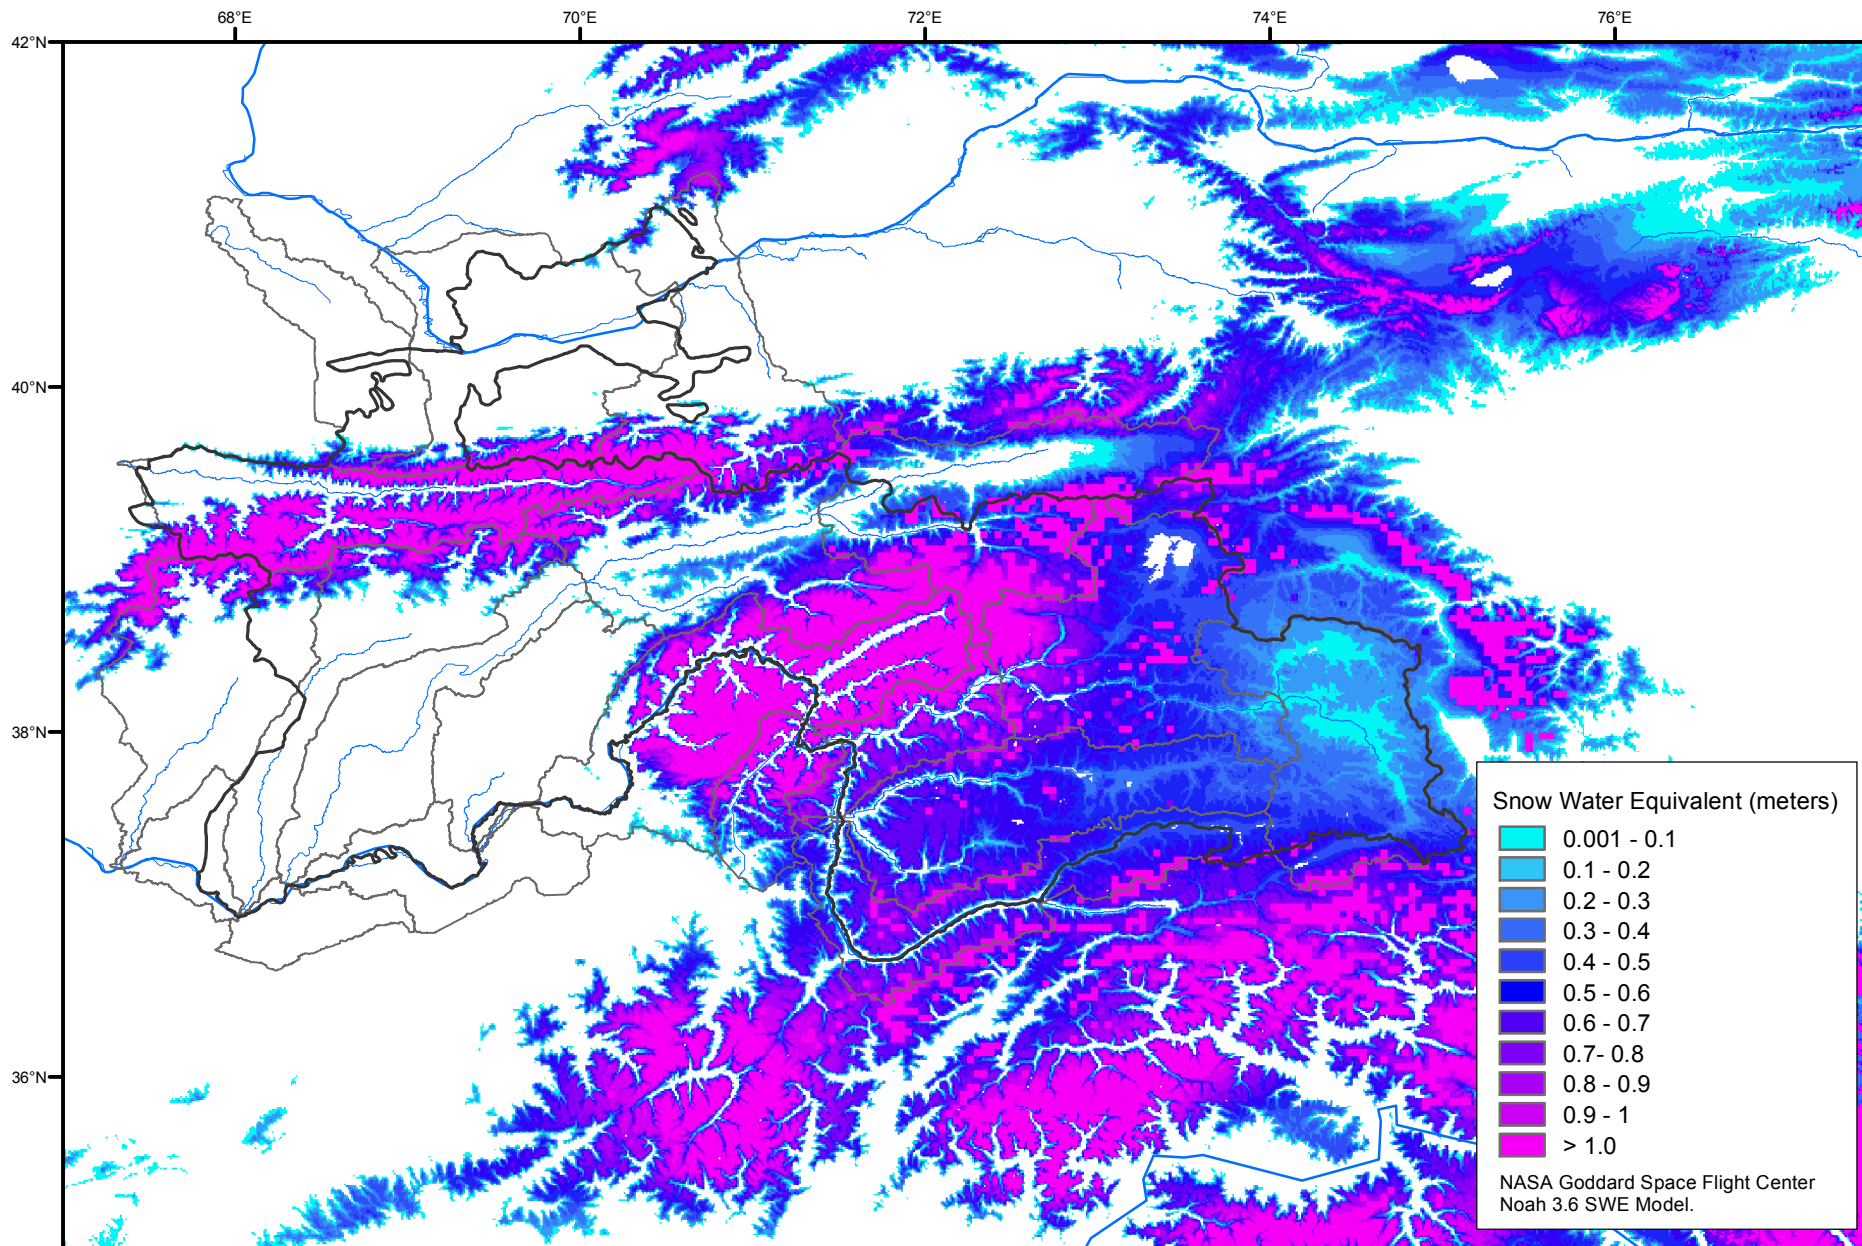 68°E 70°E 72°E 74°E 76°E
42°N
40°N
38°N
36°N
Snow Water Equivalent (meters)
0.001 - 0.1
0.1 - 0.2
0.2 - 0.3
0.3 - 0.4
0.4 - 0.5
0.5 - 0.6
0.6 - 0.7
0.7- 0.8
0.8 - 0.9
0.9 - 1
> 1.0
NASA Goddard Space Flight Center
Noah 3.6 SWE Model.